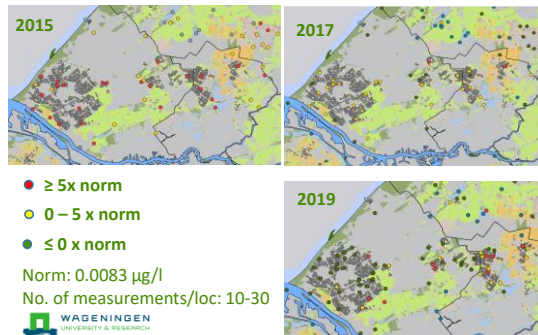 2015
2017
≥ 5x norm
0 – 5 x norm
≤ 0 x norm
2019
Norm: 0.0083 µg/l
No. of measurements/loc: 10-30
WAGENINGEN
UNIVERSITY & RESEARCH